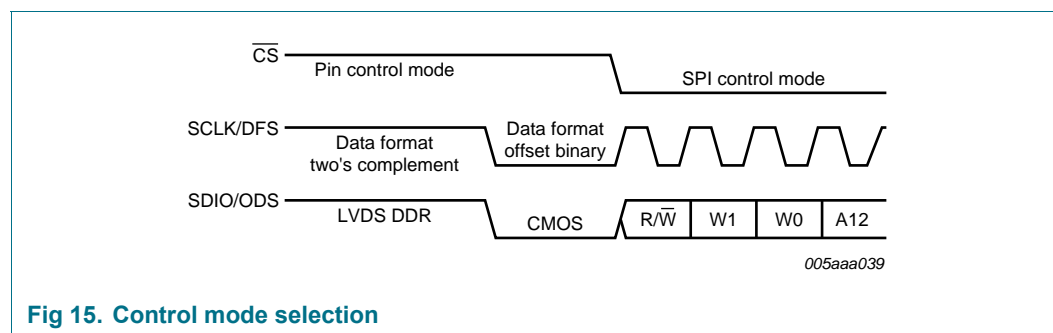 CS
Pin control mode
SPI control mode
SCLK/DFS
Data format
two's complement
Data format
offset binary
SDIO/ODS
LVDS DDR
CMOS
R/W̅
W1
W0
A12
005aaa039
Fig 15. Control mode selection